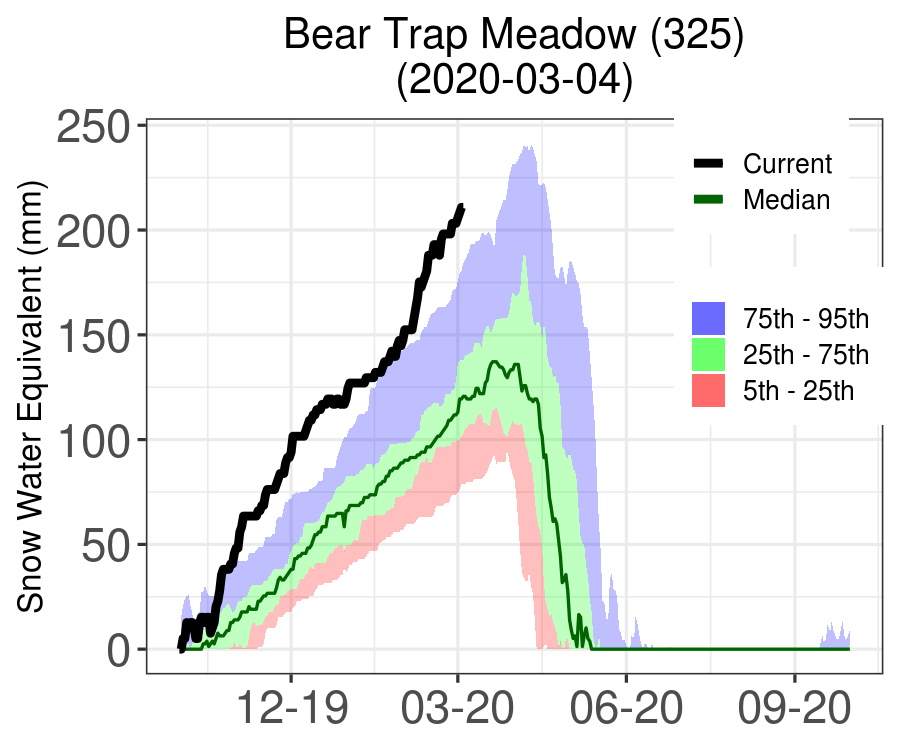 Bear Trap Meadow (325)
(2020-03-04)
Snow Water Equivalent (mm)
250
200
150
100
50
0
12-19
03-20
06-20
09-20
Current
Median
75th - 95th
25th - 75th
5th - 25th